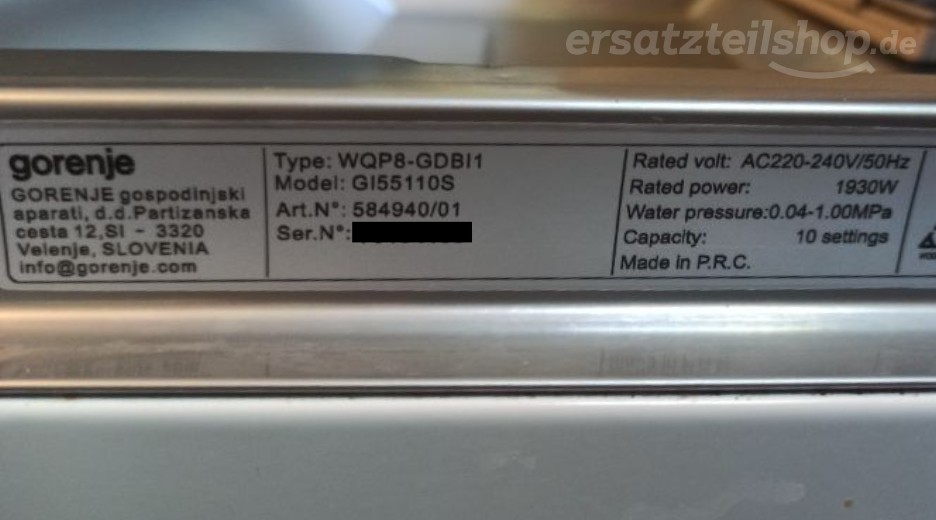 ersatzteilshop.de
gorenje
GORENJE gospodinjski
aparati, d.d.Partizanska
cesta 12,SI - 3320
Velenje, SLOVENIA
info@gorenje.com
Type: WQP8-GDBI1
Model: GI55110S
Art.N°: 584940/01
Ser.N°:
Rated volt: AC220-240V/50Hz
Rated power: 1930W
Water pressure:0.04-1.00MPa
Capacity: 10 settings
Made in P.R.C.